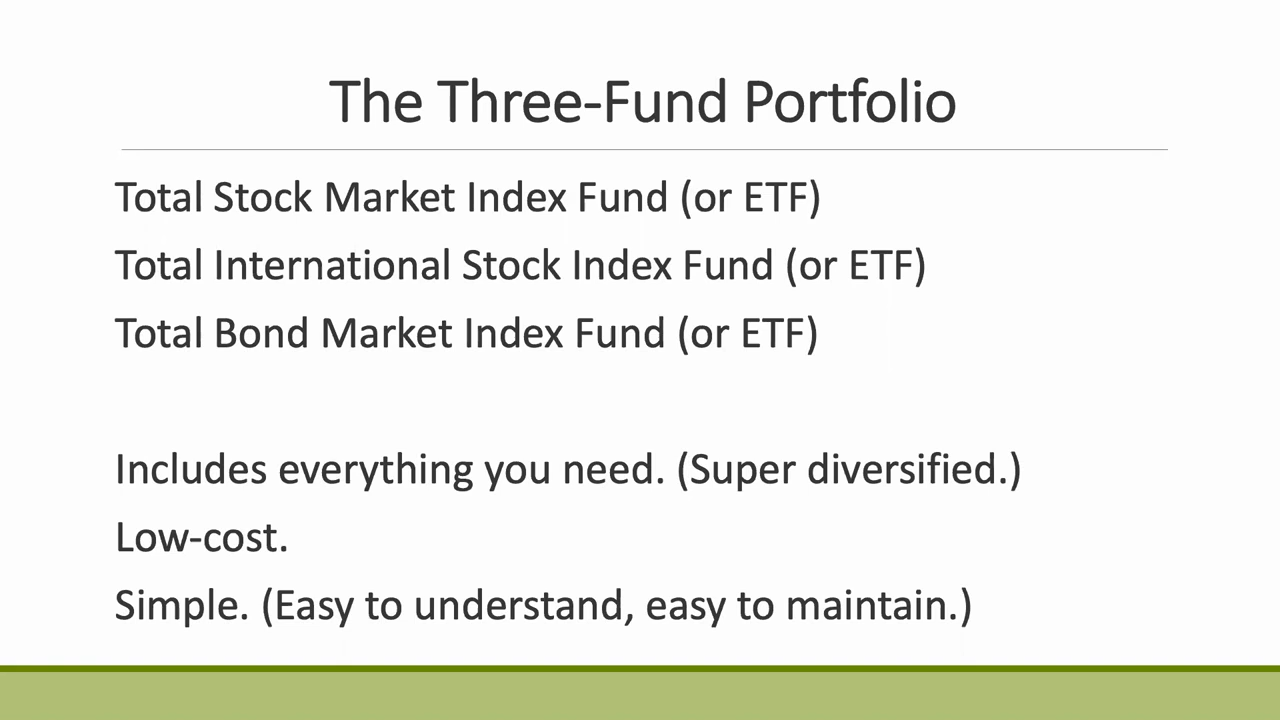 The Three-Fund Portfolio
Total Stock Market Index Fund (or ETF)
Total International Stock Index Fund (or ETF)
Total Bond Market Index Fund (or ETF)
Includes everything you need. (Super diversified.)
Low-cost.
Simple. (Easy to understand, easy to maintain.)